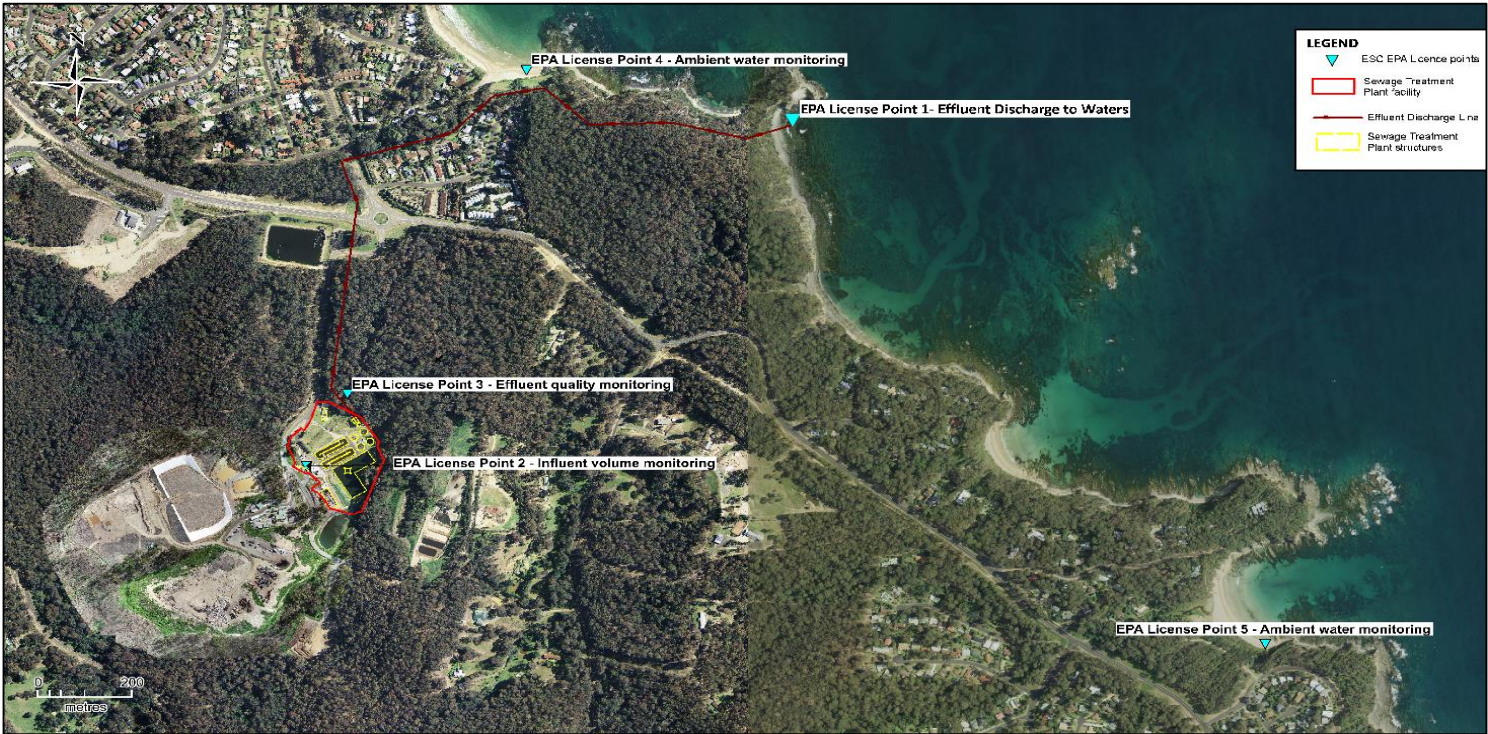 N
EPA License Point 4 - Ambient water monitoring
EPA License Point 1- Effluent Discharge to Waters
LEGEND
ESC EPA Licence points
Sewage Treatment
Plant facility
Effluent Discharge Line
Sewage Treatment
Plant structures
EPA License Point 3 - Effluent quality monitoring
EPA License Point 2 - Influent volume monitoring
EPA License Point 5 - Ambient water monitoring
0 200
metres